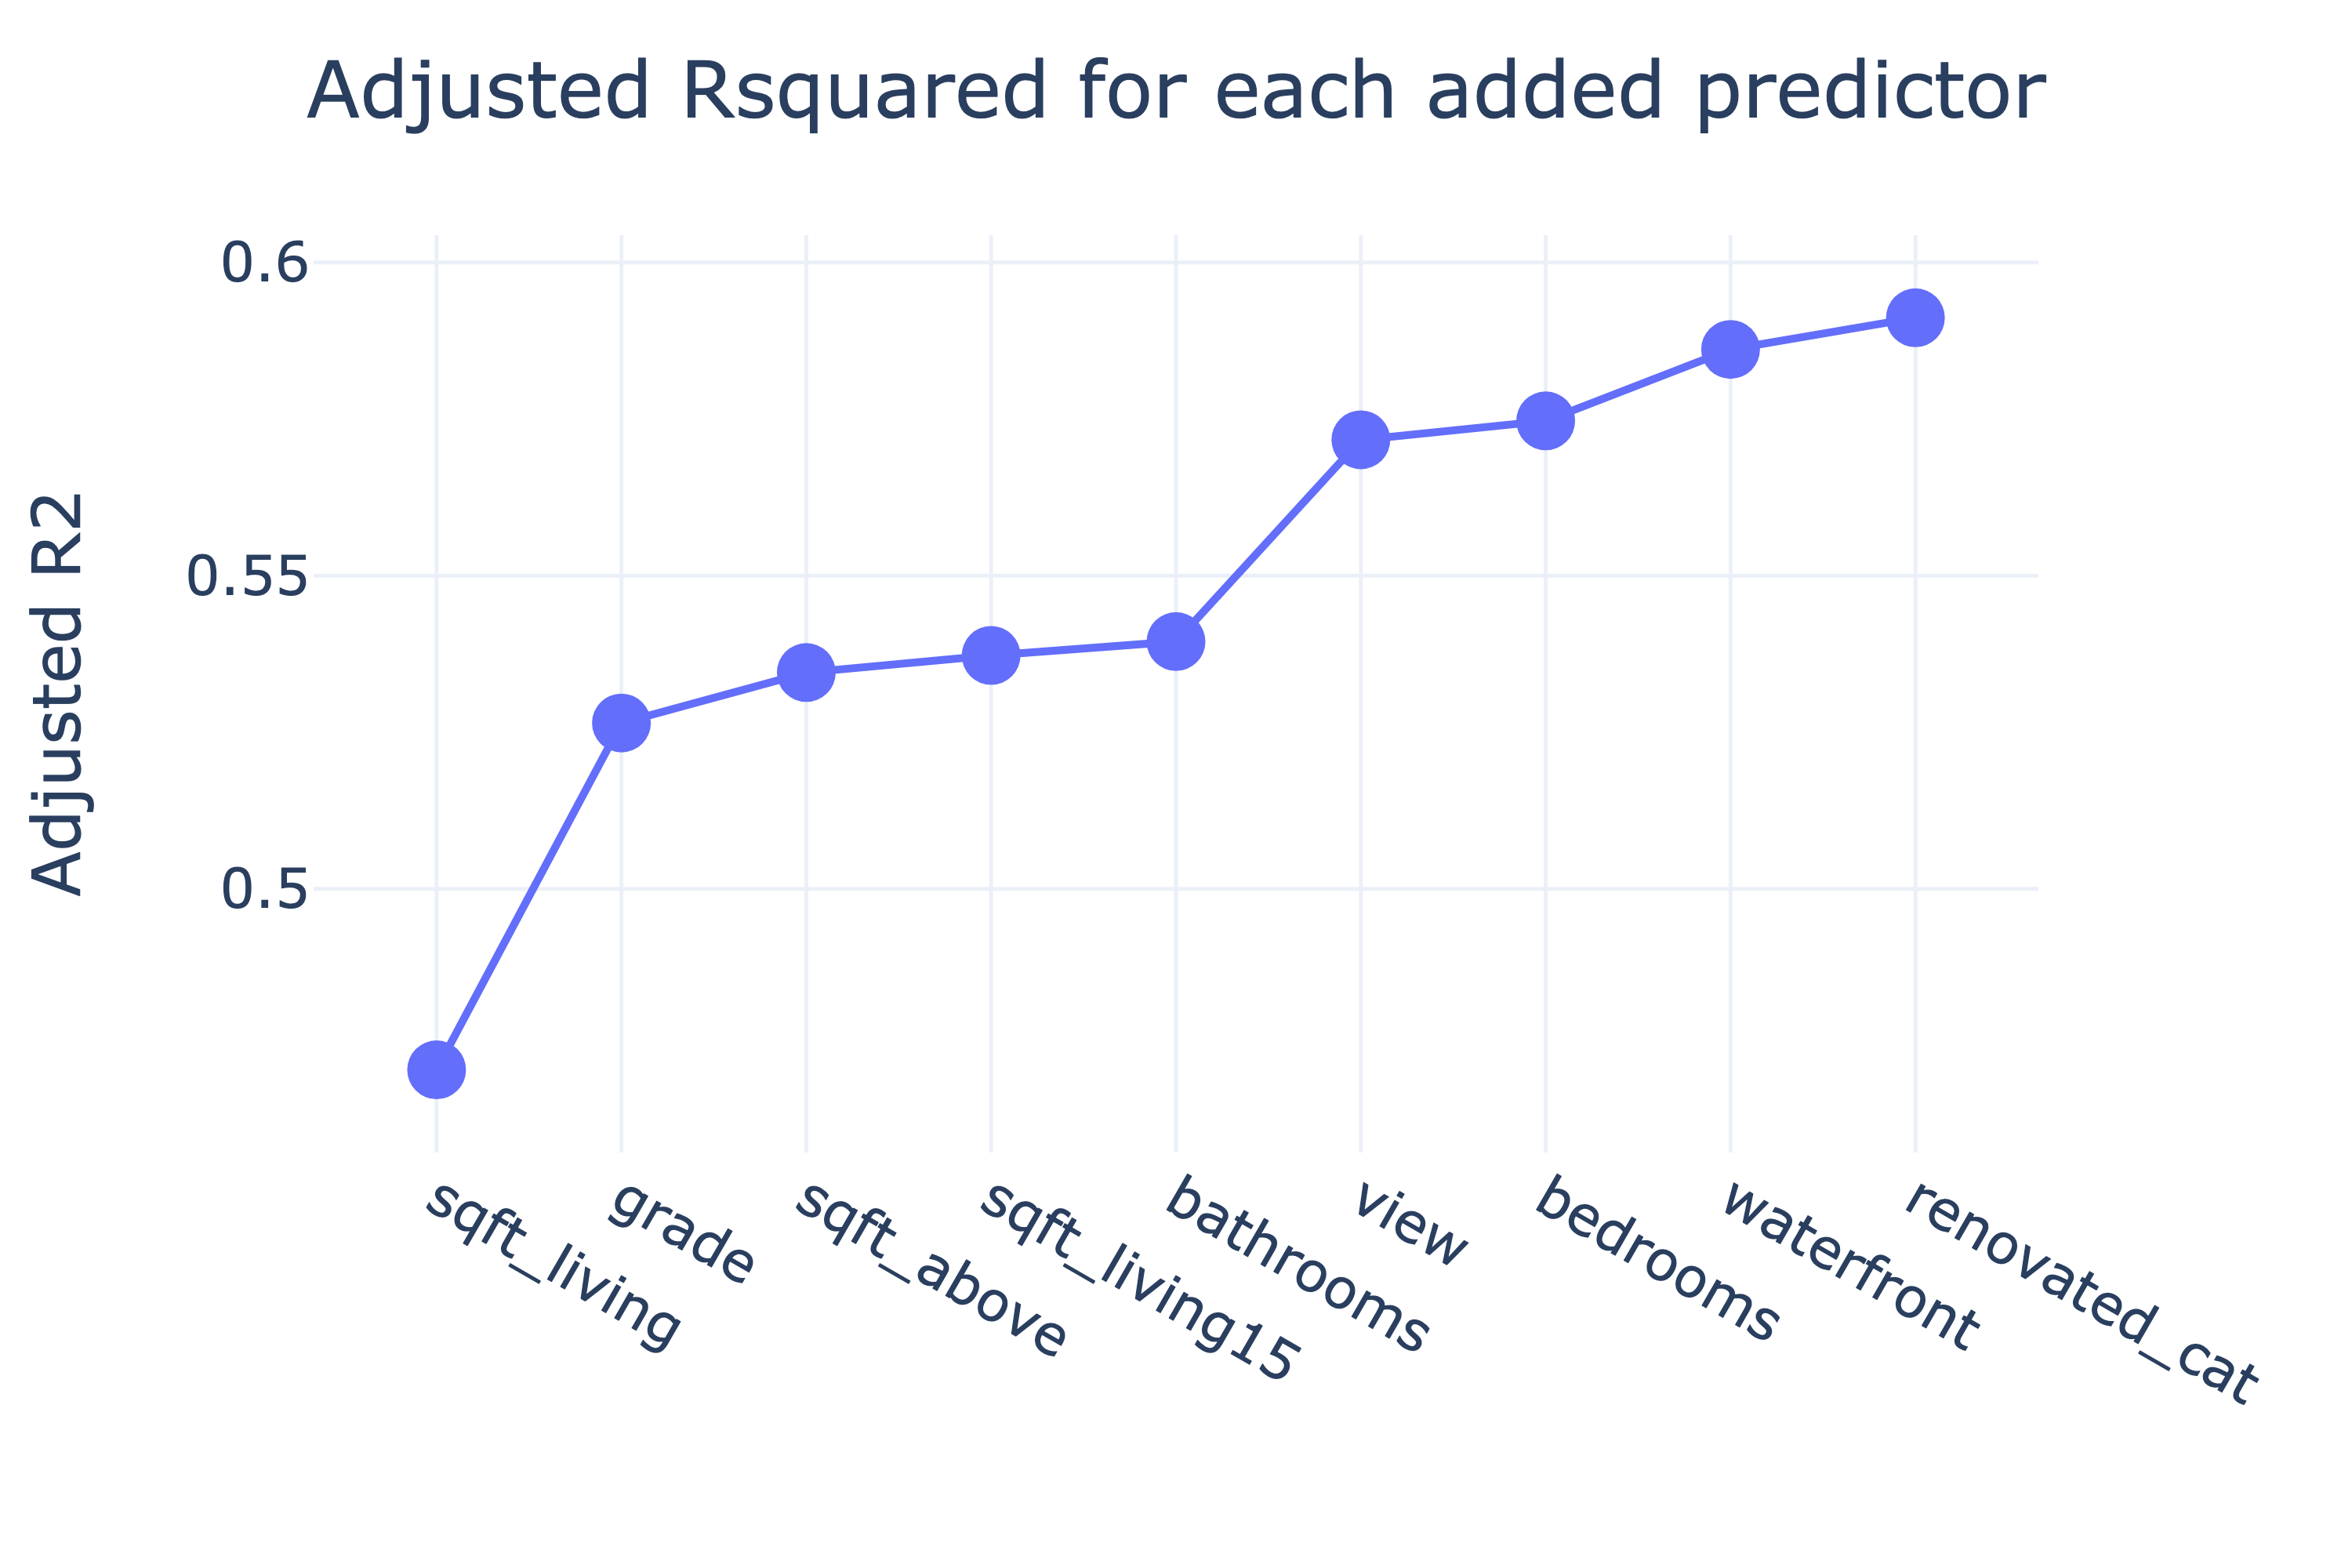 Adjusted Rsquared for each added predictor
Adjusted R2
0.6
0.55
0.5
sqft_living
grade
sqft_above
sqft_living15
bathrooms
view
bedrooms
waterfront
renovated_cat